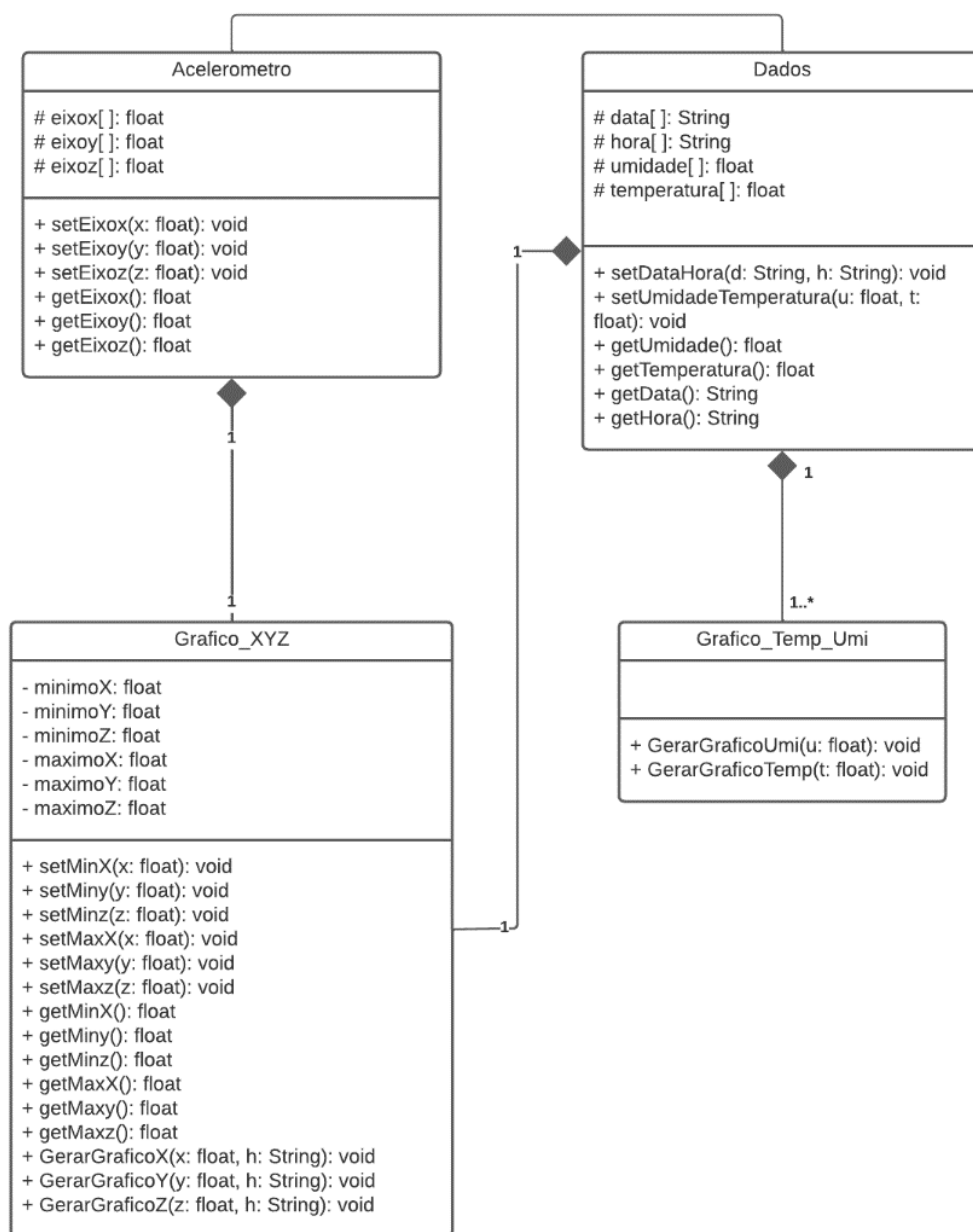 Acelerometro
# eixox[ ]: float
# eixoy[ ]: float
# eixoz[ ]: float
+ setEixox(x: float): void
+ setEixoy(y: float): void
+ setEixoz(z: float): void
+ getEixox(): float
+ getEixoy(): float
+ getEixoz(): float
1
1
Dados
# data[ ]: String
# hora[ ]: String
# umidade[ ]: float
# temperatura[ ]: float
+ setDataHora(d: String, h: String): void
+ setUmidadeTemperatura(u: float, t:
float): void
+ getUmidade(): float
+ getTemperatura(): float
+ getData(): String
+ getHora(): String
1
1
1..*
Grafico_XYZ
- minimoX: float
- minimoY: float
- minimoZ: float
- maximoX: float
- maximoY: float
- maximoZ: float
+ setMinX(x: float): void
+ setMiny(y: float): void
+ setMinz(z: float): void
+ setMaxX(x: float): void
+ setMaxy(y: float): void
+ setMaxz(z: float): void
+ getMinX(): float
+ getMiny(): float
+ getMinz(): float
+ getMaxX(): float
+ getMaxy(): float
+ getMaxz(): float
+ GerarGraficoX(x: float, h: String): void
+ GerarGraficoY(y: float, h: String): void
+ GerarGraficoZ(z: float, h: String): void
1
Grafico_Temp_Umi
+ GerarGraficoUmi(u: float): void
+ GerarGraficoTemp(t: float): void